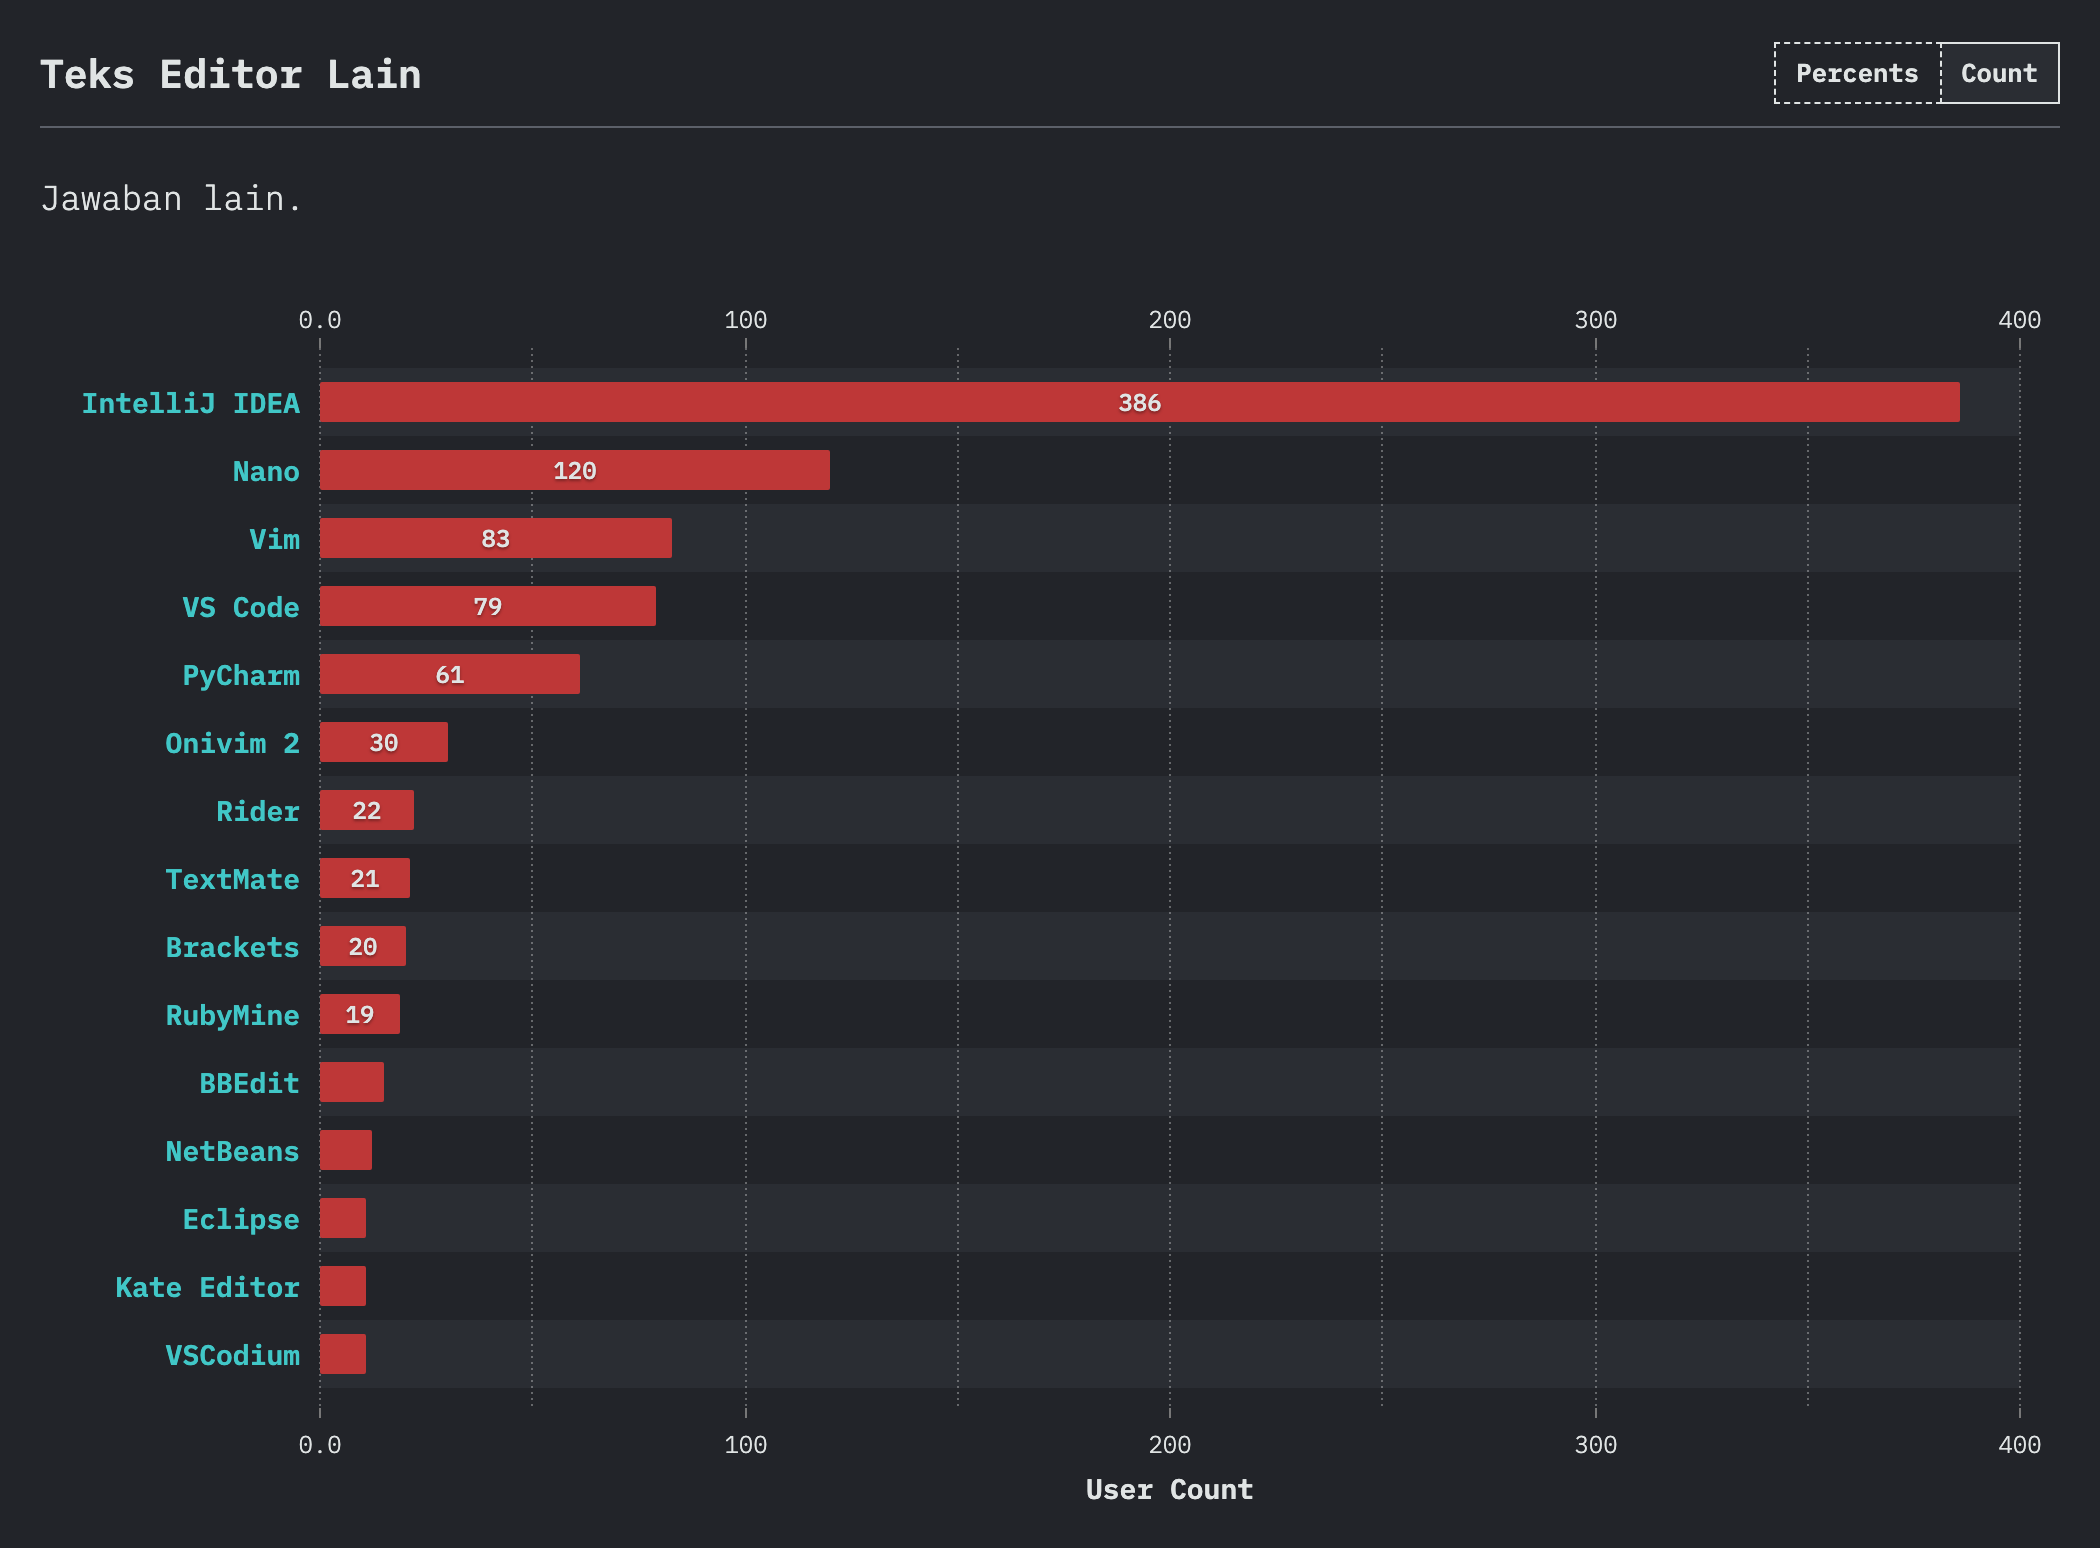 Teks Editor Lain
Percents Count
Jawaban lain.
0.0 100 200 300 400
IntelliJ IDEA 386
Nano 120
Vim 83
VS Code 79
PyCharm 61
Onivim 2 30
Rider 22
TextMate 21
Brackets 20
RubyMine 19
BBEdit
NetBeans
Eclipse
Kate Editor
VSCodium
0.0 100 200 300 400
User Count